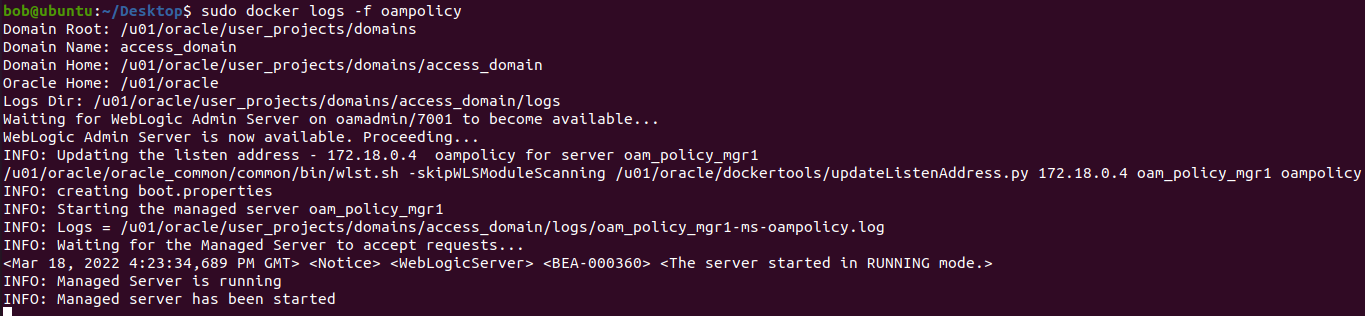 bob@ubuntu:~/Desktop$ sudo docker logs -f oampolicy
Domain Root: /u01/oracle/user_projects/domains
Domain Name: access_domain
Domain Home: /u01/oracle/user_projects/domains/access_domain
Oracle Home: /u01/oracle
Logs Dir: /u01/oracle/user_projects/domains/access_domain/logs
Waiting for WebLogic Admin Server on oamadmin/7001 to become available...
WebLogic Admin Server is now available. Proceeding...
INFO: Updating the listen address - 172.18.0.4  oampolicy for server oam_policy_mgr1
/u01/oracle/oracle_common/common/bin/wlst.sh -skipWLSModuleScanning /u01/oracle/dockertools/updateListenAddress.py 172.18.0.4 oam_policy_mgr1 oampolicy
INFO: creating boot.properties
INFO: Starting the managed server oam_policy_mgr1
INFO: Logs = /u01/oracle/user_projects/domains/access_domain/logs/oam_policy_mgr1-ms-oampolicy.log
INFO: Waiting for the Managed Server to accept requests...
<Mar 18, 2022 4:23:34,689 PM GMT> <Notice> <WebLogicServer> <BEA-000360> <The server started in RUNNING mode.>
INFO: Managed Server is running
INFO: Managed server has been started